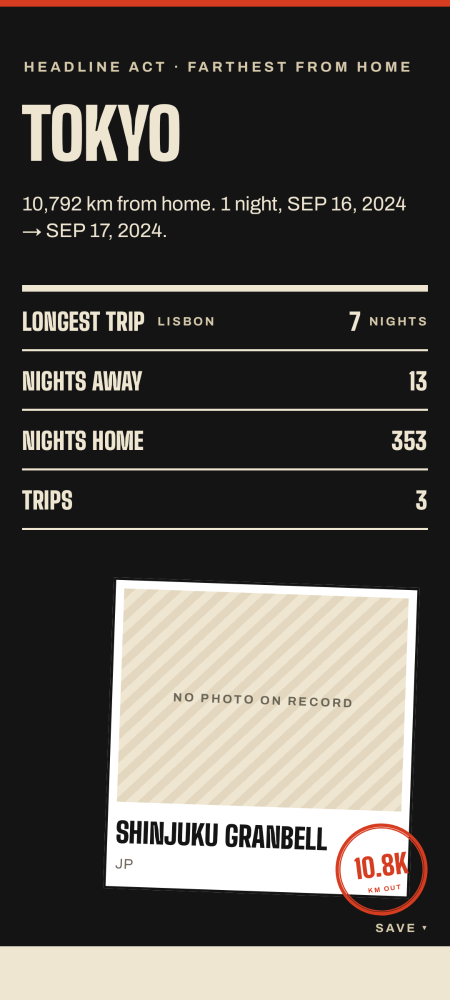 HEADLINE ACT · FARTHEST FROM HOME
TOKYO
10,792 km from home. 1 night, SEP 16, 2024
→ SEP 17, 2024.
LONGEST TRIP LISBON 7 NIGHTS
NIGHTS AWAY 13
NIGHTS HOME 353
TRIPS 3
NO PHOTO ON RECORD
SHINJUKU GRANBELL
JP
10.8K
KM OUT
SAVE ▾